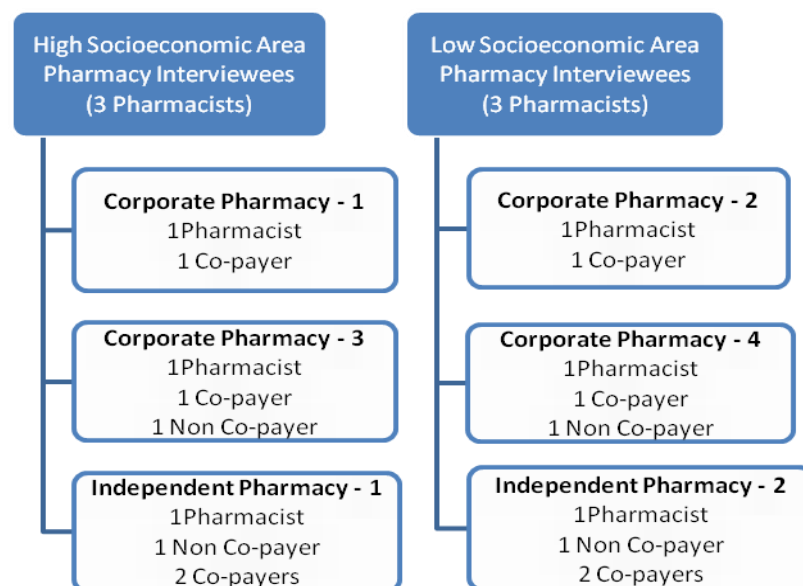 High Socioeconomic Area
Pharmacy Interviewees
(3 Pharmacists)
Corporate Pharmacy - 1
1Pharmacist
1 Co-payer
Corporate Pharmacy - 3
1Pharmacist
1 Co-payer
1 Non Co-payer
Independent Pharmacy - 1
1Pharmacist
1 Non Co-payer
2 Co-payers
Low Socioeconomic Area
Pharmacy Interviewees
(3 Pharmacists)
Corporate Pharmacy - 2
1Pharmacist
1 Co-payer
Corporate Pharmacy - 4
1Pharmacist
1 Co-payer
1 Non Co-payer
Independent Pharmacy - 2
1Pharmacist
1 Non Co-payer
2 Co-payers